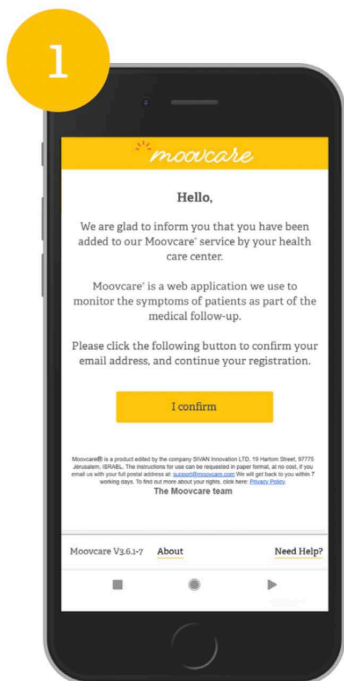 1
moovcare
Hello,
We are glad to inform you that you have been
added to our Moovcare® service by your health
care center.
Moovcare® is a web application we use to
monitor the symptoms of patients as part of the
medical follow-up.
Please click the following button to confirm your
email address, and continue your registration.
I confirm
Moovcare® is a product edited by the company SIVAN Innovation LTD, 19 Hartom Street, 97775
Jerusalem, ISRAEL. The instructions for use can be requested in paper format, at no cost, if you
email us with your full postal address at: support@moovcare.com We will get back to you within 7
working days. To find out more about your rights, click here: Privacy Policy
The Moovcare team
Moovcare V3.6.1-7 About Need Help?